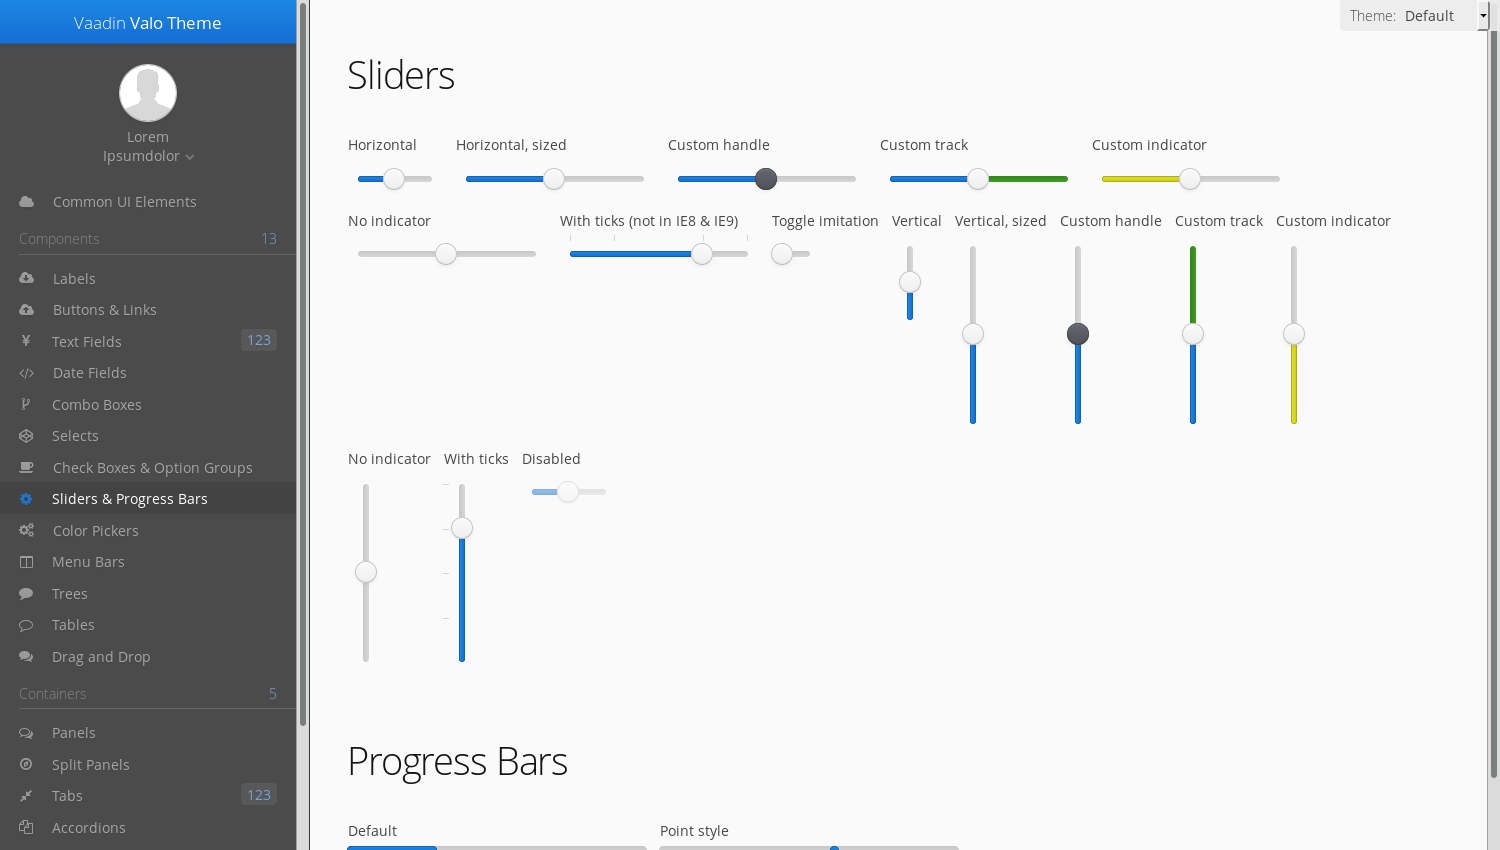 Vaadin Valo Theme
Lorem
Ipsumdolor
Common UI Elements
Components 13
Labels
Buttons & Links
Text Fields 123
Date Fields
Combo Boxes
Selects
Check Boxes & Option Groups
Sliders & Progress Bars
Color Pickers
Menu Bars
Trees
Tables
Drag and Drop
Containers 5
Panels
Split Panels
Tabs 123
Accordions
Theme: Default
Sliders
Horizontal Horizontal, sized Custom handle Custom track Custom indicator
No indicator With ticks (not in IE8 & IE9) Toggle imitation Vertical Vertical, sized Custom handle Custom track Custom indicator
No indicator With ticks Disabled
Progress Bars
Default Point style